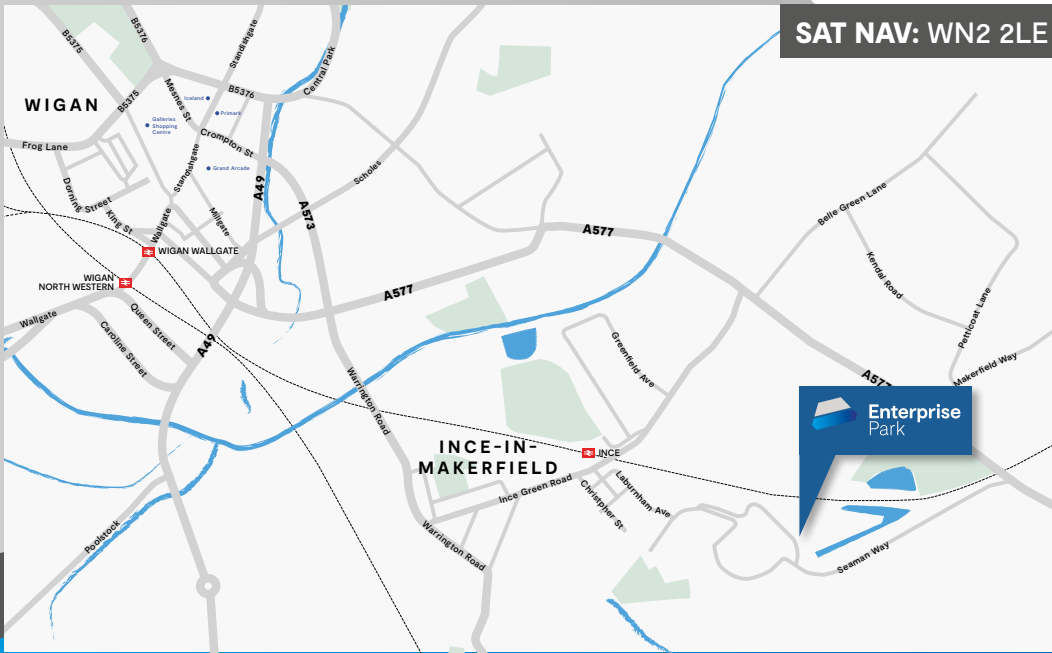 SAT NAV: WN2 2LE
B5375
B5376
Standishgate
Central Park
WIGAN
B5375
Mesnes St
B5376
Iceland
Primark
Galleries
Shopping
Centre
Crompton St
Frog Lane
Standishgate
Grand Arcade
Scholes
A49
A573
Dorning Street
King St
Wallgate
Millgate
Belle Green Lane
A577
WIGAN WALLGATE
WIGAN
NORTH WESTERN
Kendal Road
A577
Petticoat Lane
Wallgate
Queen Street
Caroline Street
A49
Greenfield Ave
Warrington Road
Makerfield Way
A577
Enterprise
Park
INCE-IN-
MAKERFIELD
INCE
Ince Green Road
Christpher St
Laburnham Ave
Poolstock
Warrington Road
Seaman Way